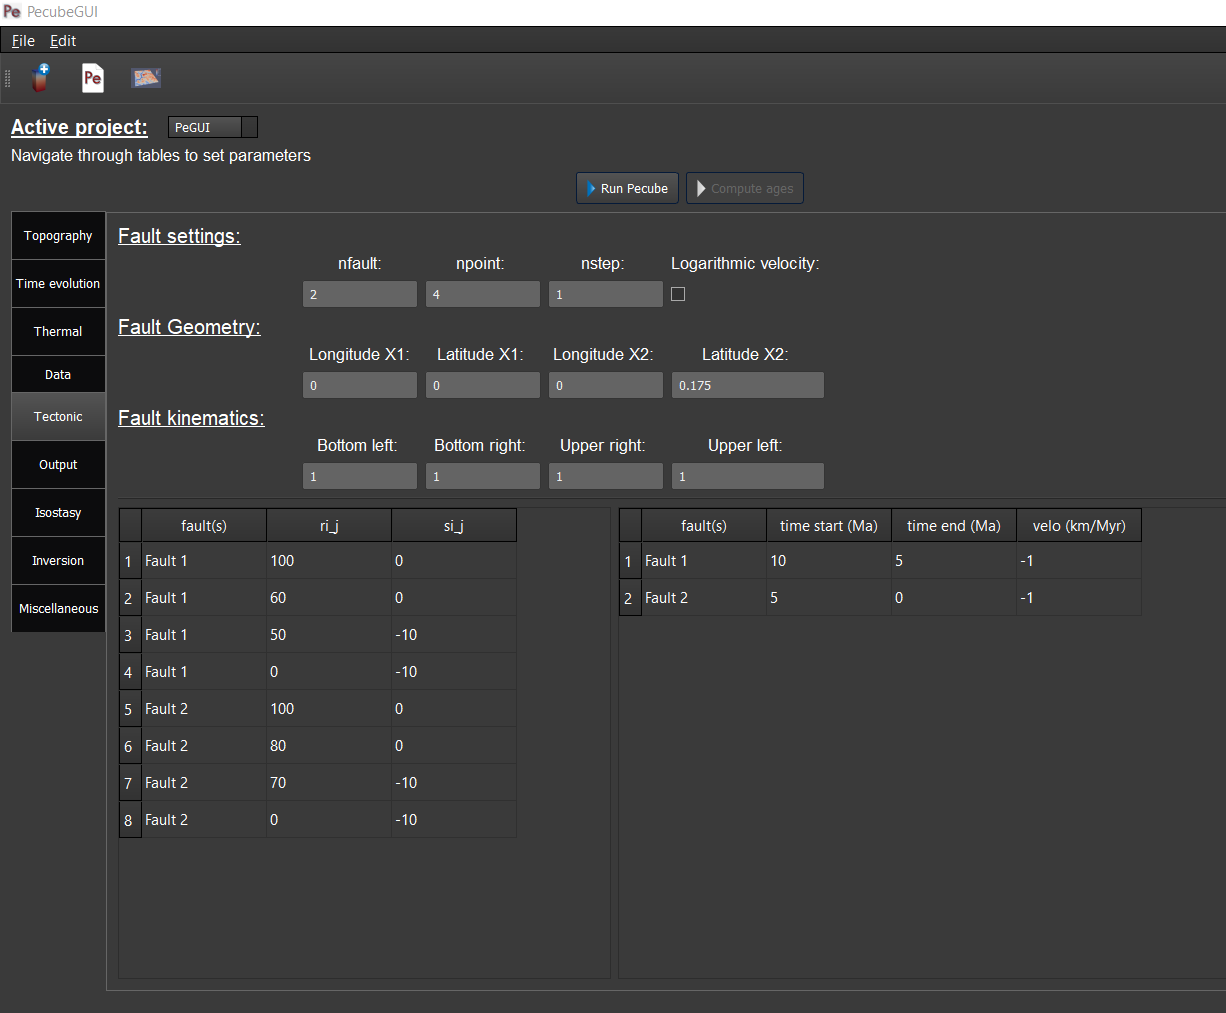 Pe PecubeGUI
File Edit
Pe
Active project: PeGUI
Navigate through tables to set parameters
Run Pecube Compute ages
Topography
Time evolution
Thermal
Data
Tectonic
Output
Isostasy
Inversion
Miscellaneous
Fault settings:
nfault: npoint: nstep: Logarithmic velocity:
2 4 1
Fault Geometry:
Longitude X1: Latitude X1: Longitude X2: Latitude X2:
0 0 0 0.175
Fault kinematics:
Bottom left: Bottom right: Upper right: Upper left:
1 1 1 1
fault(s) ri_j si_j
1 Fault 1 100 0
2 Fault 1 60 0
3 Fault 1 50 -10
4 Fault 1 0 -10
5 Fault 2 100 0
6 Fault 2 80 0
7 Fault 2 70 -10
8 Fault 2 0 -10
fault(s) time start (Ma) time end (Ma) velo (km/Myr)
1 Fault 1 10 5 -1
2 Fault 2 5 0 -1